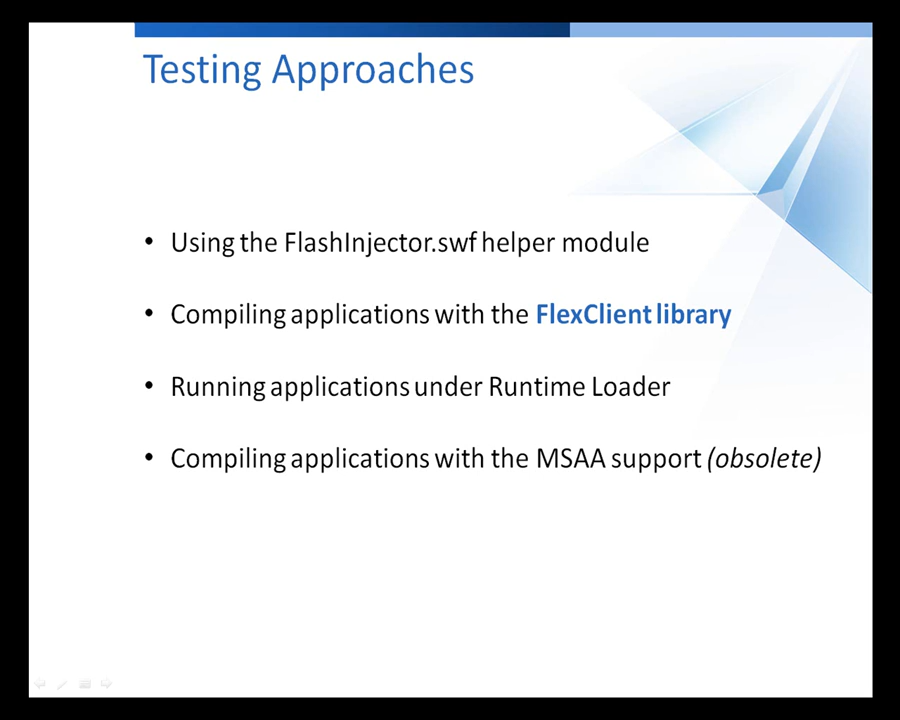 Testing Approaches
• Using the FlashInjector.swf helper module
• Compiling applications with the FlexClient library
• Running applications under Runtime Loader
• Compiling applications with the MSAA support (obsolete)